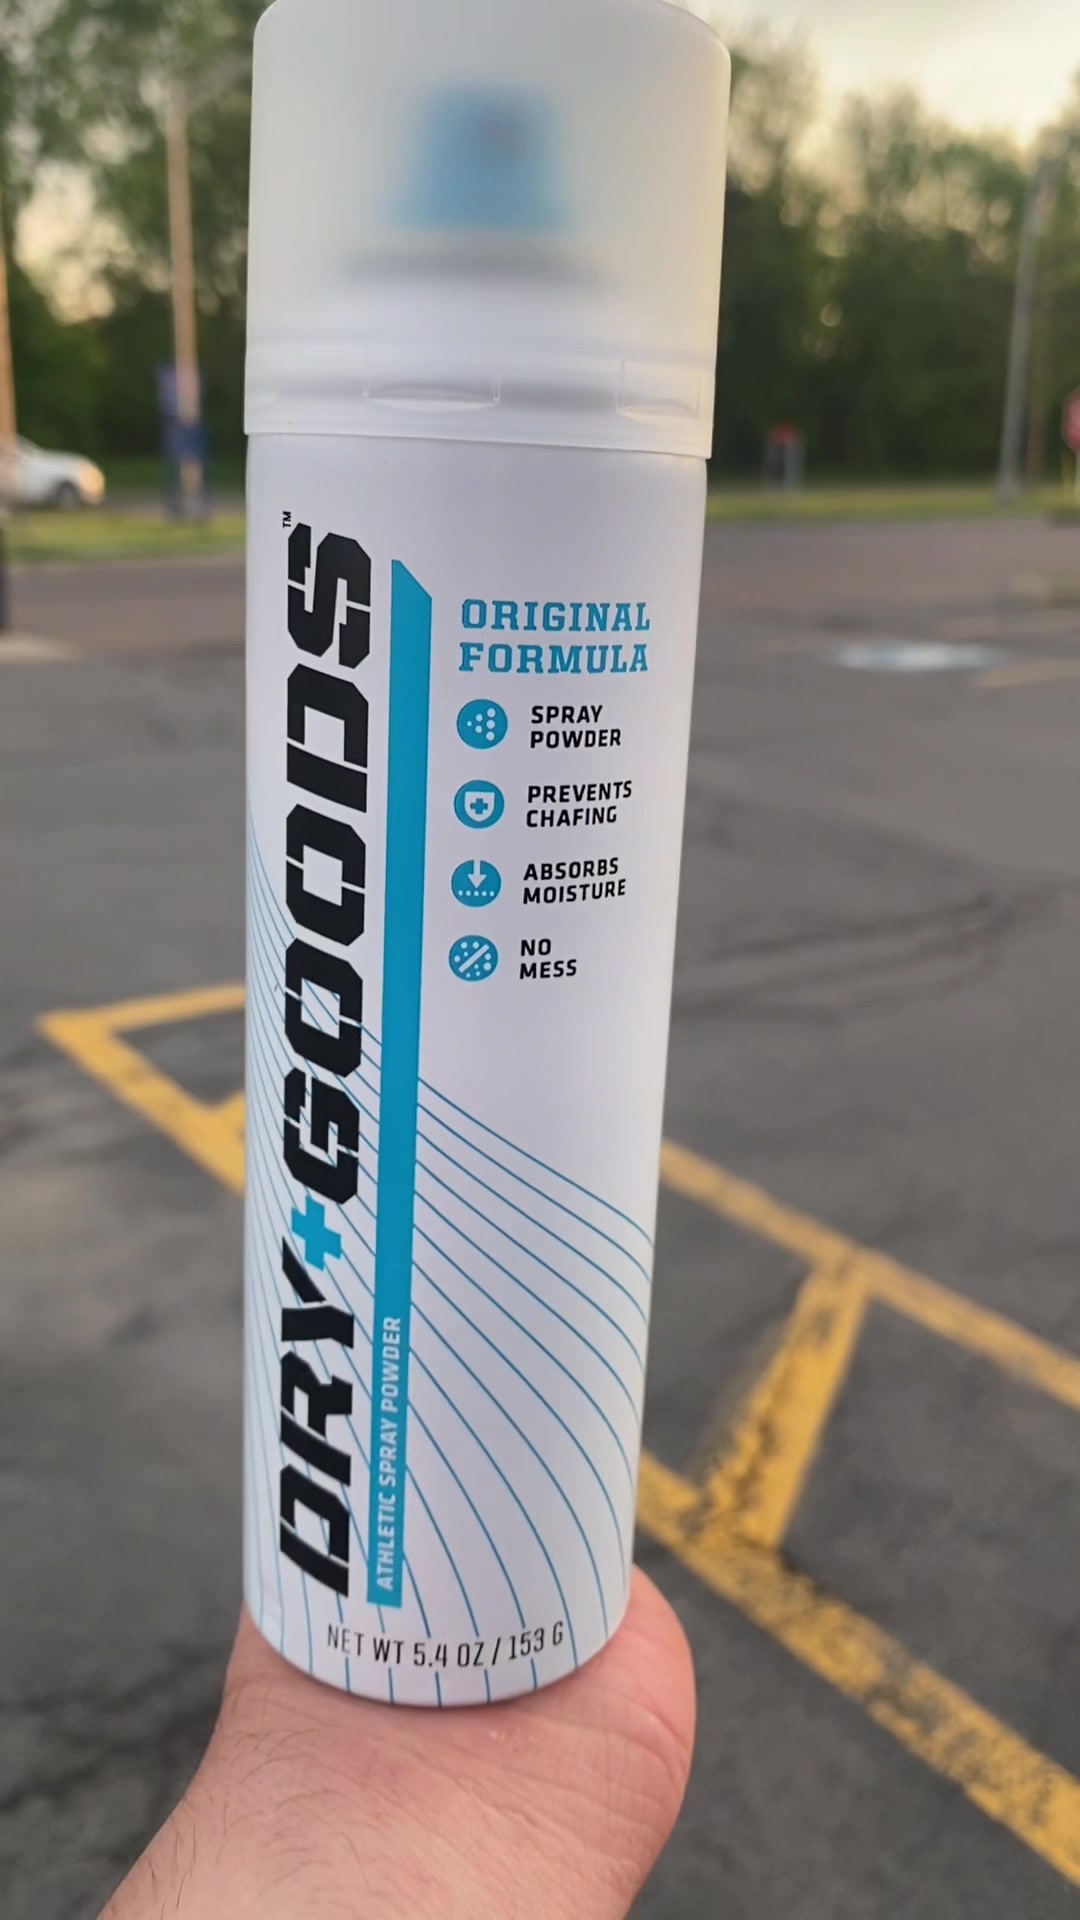 DRY+GOODS™
ATHLETIC SPRAY POWDER
ORIGINAL
FORMULA
SPRAY
POWDER
PREVENTS
CHAFING
ABSORBS
MOISTURE
NO
MESS
NET WT 5.4 OZ / 153 G